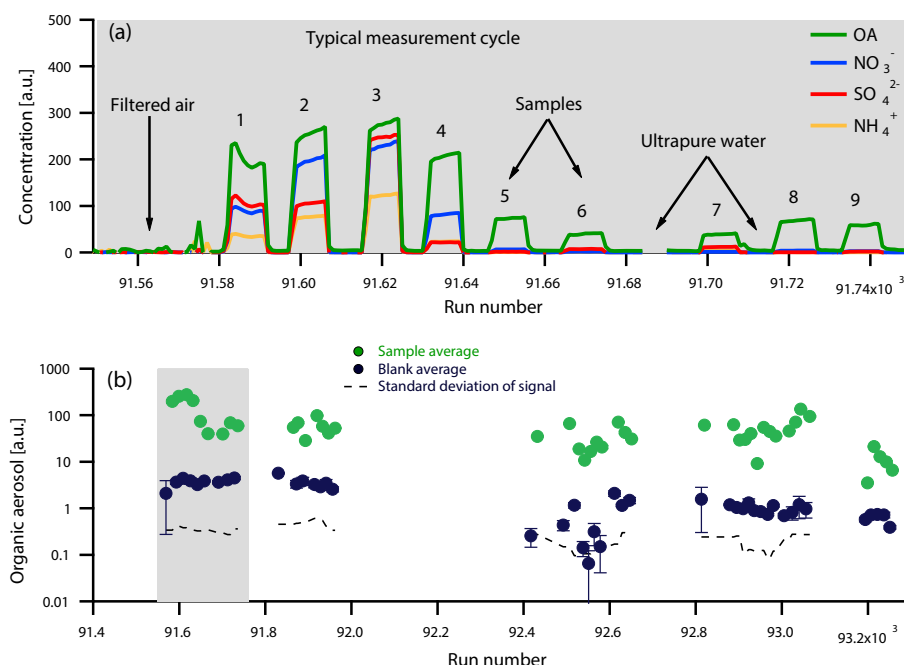 (a)
Typical measurement cycle
OA
NO3-
SO4 2-
NH4+
Filtered air
Samples
Ultrapure water
1
2
3
4
5
6
7
8
9
Concentration [a.u.]
500
400
300
200
100
0
91.56
91.58
91.60
91.62
91.64
91.66
91.68
91.70
91.72
91.74x10 3
Run number
Sample average
Blank average
Standard deviation of signal
(b)
Organic aerosol [a.u.]
1000
100
10
1
0.1
0.01
91.4
91.6
91.8
92.0
92.2
92.4
92.6
92.8
93.0
93.2x10 3
Run number